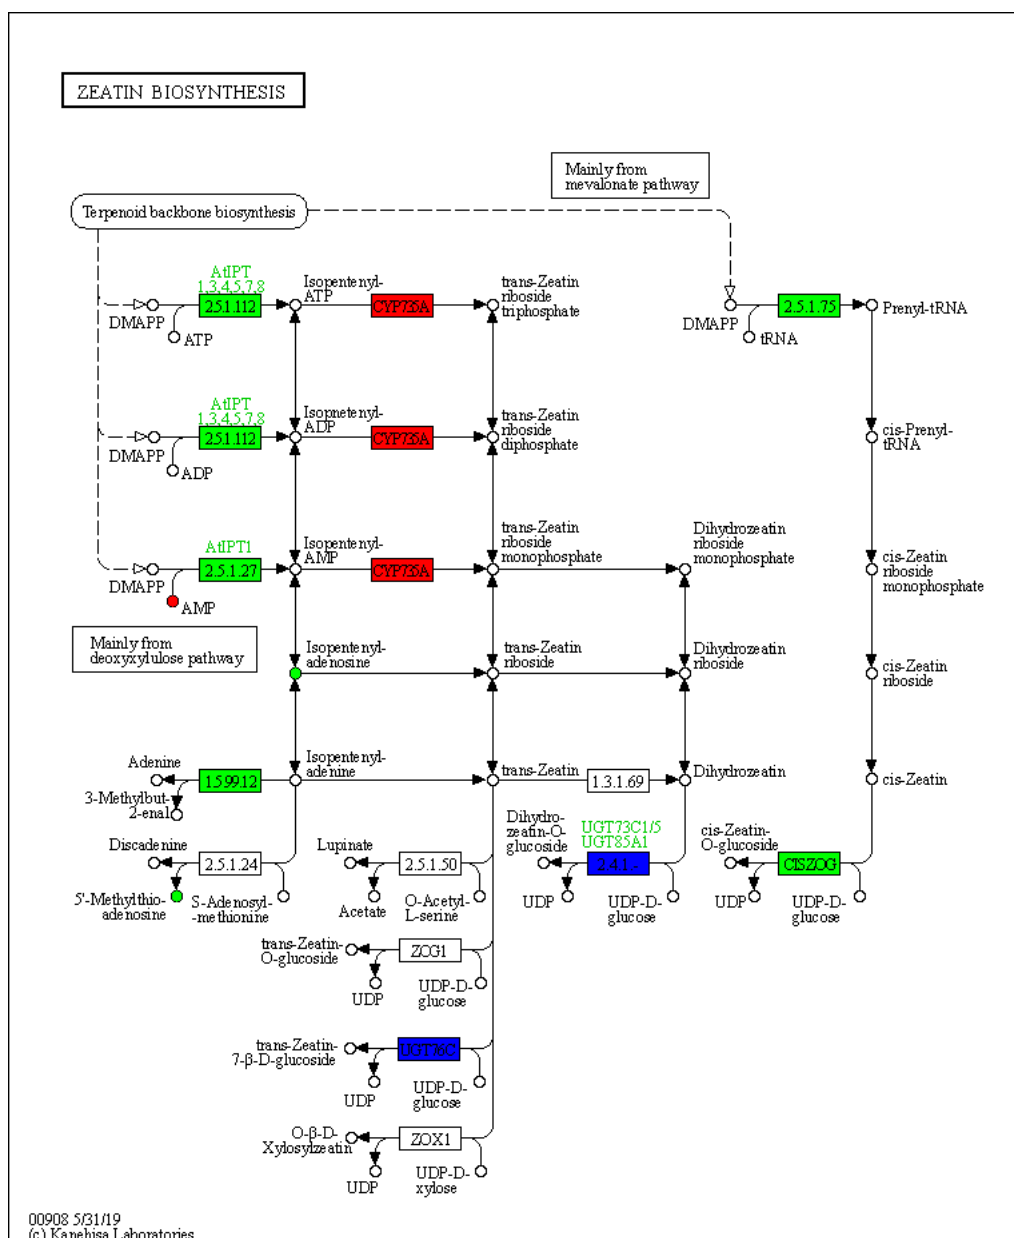 ZEATIN BIOSYNTHESIS
Mainly from
mevalonate pathway
Terpenoid backbone biosynthesis
AtIPT
1,3,4,5,7,8
2.5.1.112
DMAPP
ATP
Isopentenyl-
ATP
CYP735A
trans-Zeatin
riboside
triphosphate
DMAPP
tRNA
2.5.1.75
Prenyl-tRNA
AtIPT
1,3,4,5,7,8
2.5.1.112
DMAPP
ADP
Isopnetenyl-
ADP
CYP735A
trans-Zeatin
riboside
diphosphate
cis-Prenyl-
tRNA
AtIPT1
2.5.1.27
DMAPP
AMP
Isopentenyl-
AMP
CYP735A
trans-Zeatin
riboside
monophosphate
Dihydrozeatin
riboside
monophosphate
cis-Zeatin
riboside
monophosphate
Mainly from
deoxyxylulose pathway
Isopentenyl-
adenosine
trans-Zeatin
riboside
Dihydrozeatin
riboside
cis-Zeatin
riboside
Adenine
1.5.99.12
3-Methylbut-
2-enal
Isopentenyl-
adenine
trans-Zeatin
1.3.1.69
Dihydrozeatin
cis-Zeatin
Discadenine
2.5.1.24
5'-Methylthio-
adenosine
S-Adenosyl-
-methionine
Lupinate
2.5.1.50
Acetate
O-Acetyl-
L-serine
Dihydro-
zeatin-O-
glucoside
UGT73C1/5
UGT85A1
2.4.1.-
UDP
UDP-D-
glucose
cis-Zeatin-
O-glucoside
CISZOG
UDP
UDP-D-
glucose
trans-Zeatin-
O-glucoside
ZOG1
UDP
UDP-D-
glucose
trans-Zeatin-
7-β-D-glucoside
UGT76C
UDP
UDP-D-
glucose
O-β-D-
Xylosylzeatin
ZOX1
UDP
UDP-D-
xylose
00908 5/31/19
(c) Kanehisa Laboratories